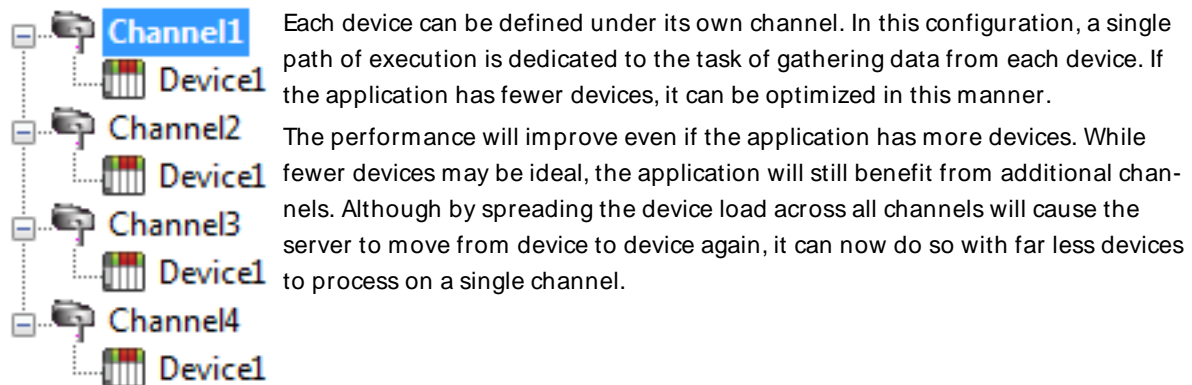 Channel1
Device1
Channel2
Device1
Channel3
Device1
Channel4
Device1
Each device can be defined under its own channel. In this configuration, a single
path of execution is dedicated to the task of gathering data from each device. If
the application has fewer devices, it can be optimized in this manner.
The performance will improve even if the application has more devices. While
fewer devices may be ideal, the application will still benefit from additional chan-
nels. Although by spreading the device load across all channels will cause the
server to move from device to device again, it can now do so with far less devices
to process on a single channel.